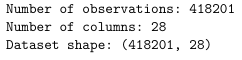 Number of observations: 418201
Number of columns: 28
Dataset shape: (418201, 28)